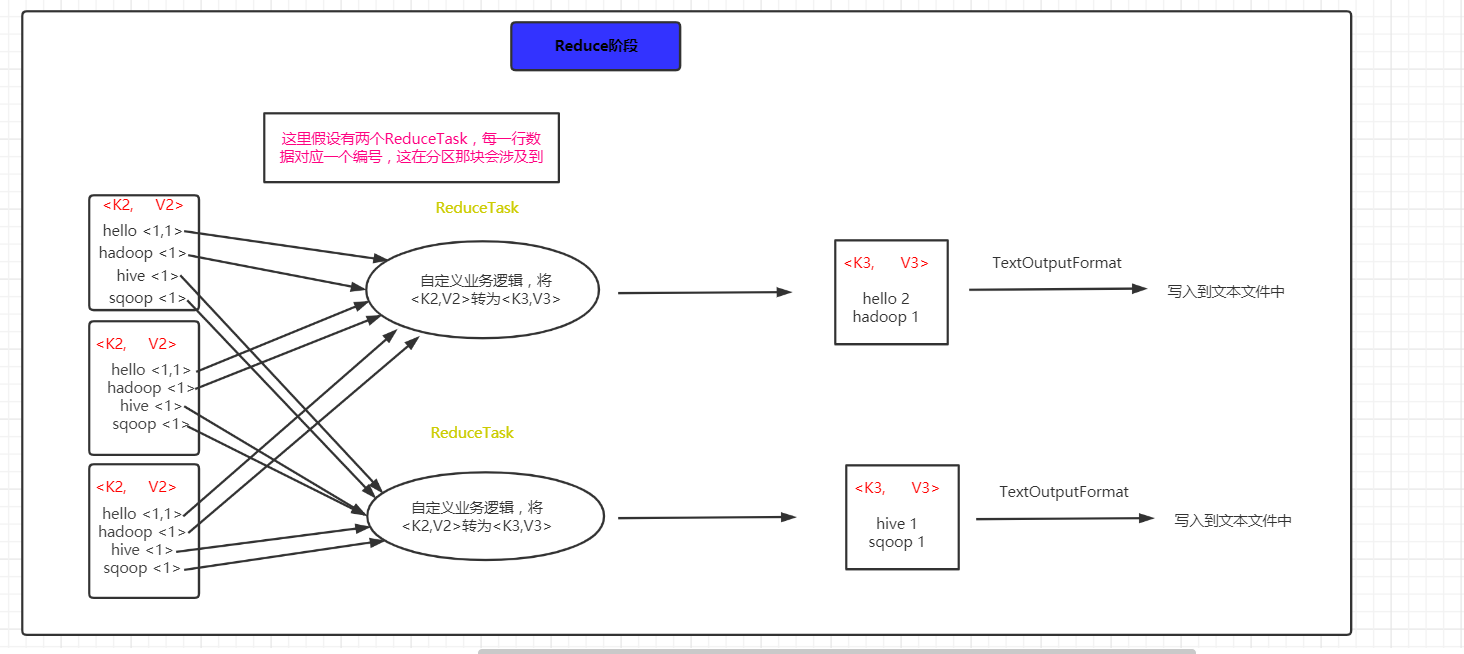 Reduce阶段
这里假设有两个ReduceTask，每一行数
据对应一个编号，这在分区那块会涉及到
<K2, V2>
hello <1,1>
hadoop <1>
hive <1>
sqoop <1>
<K2, V2>
hello <1,1>
hadoop <1>
hive <1>
sqoop <1>
<K2, V2>
hello <1,1>
hadoop <1>
hive <1>
sqoop <1>
ReduceTask
自定义业务逻辑，将
<K2,V2>转为<K3,V3>
<K3, V3>
hello 2
hadoop 1
TextOutputFormat
写入到文本文件中
ReduceTask
自定义业务逻辑，将
<K2,V2>转为<K3,V3>
<K3, V3>
hive 1
sqoop 1
TextOutputFormat
写入到文本文件中